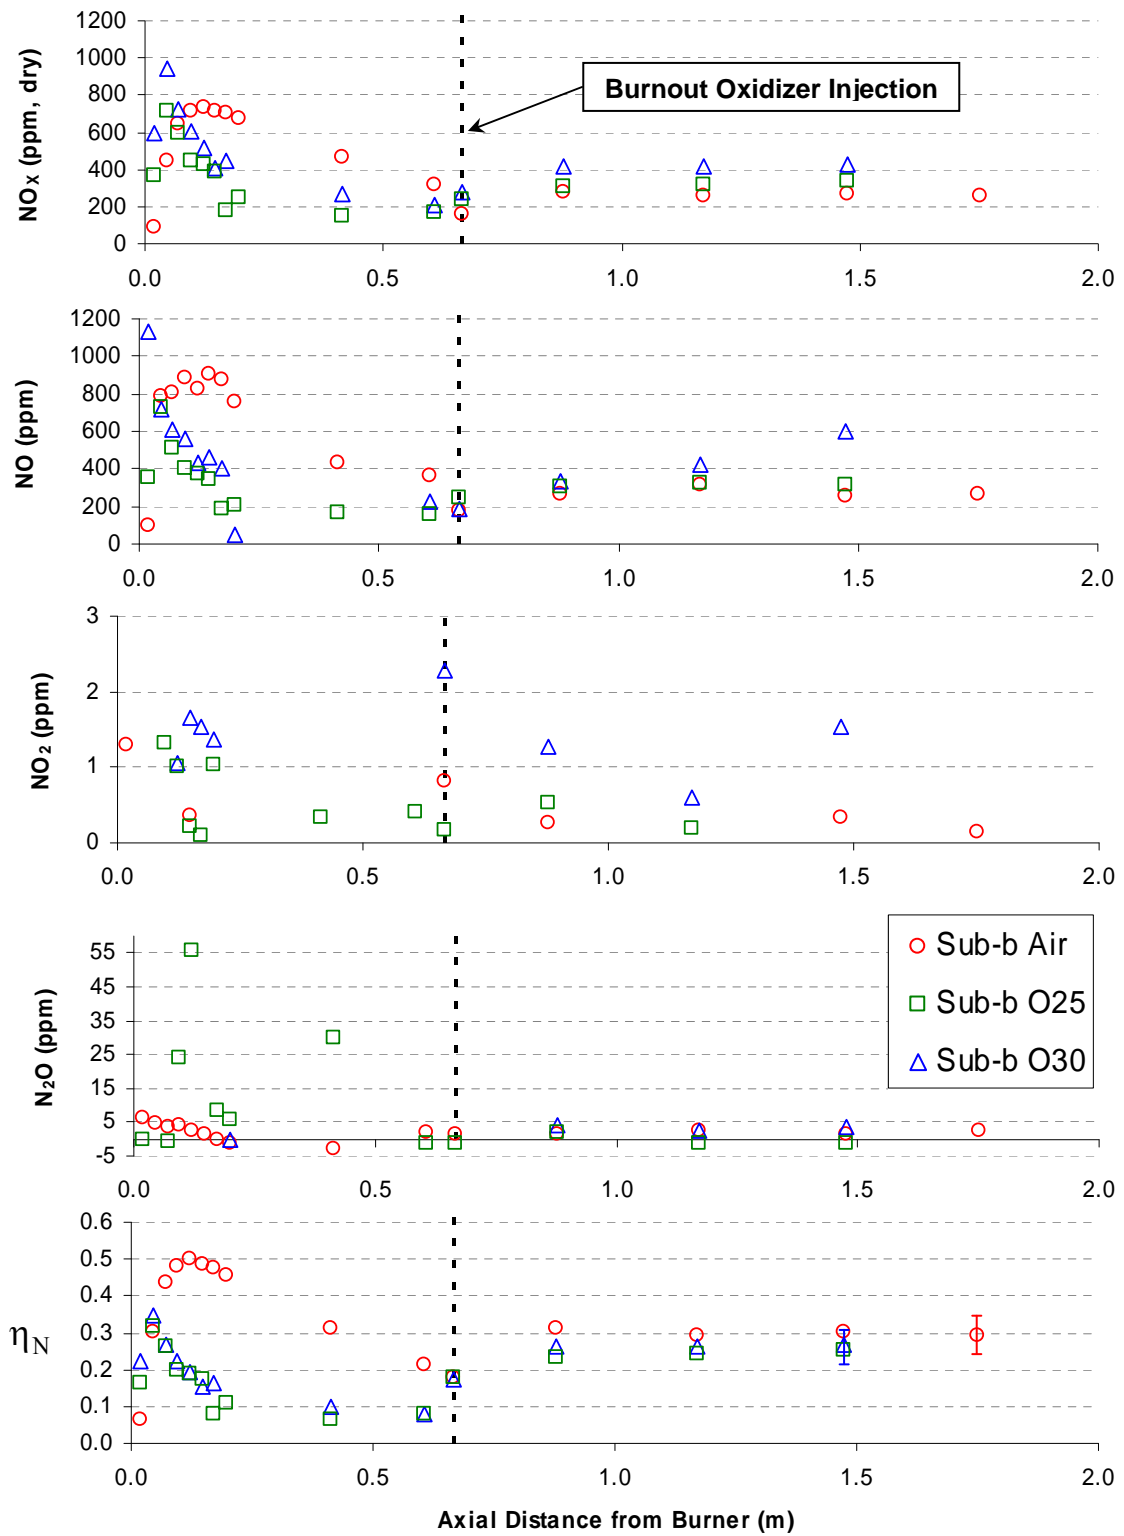 1200
1000
800
600
400
200
0
NOX (ppm, dry)
Burnout Oxidizer Injection
0.0 0.5 1.0 1.5 2.0
1200
1000
800
600
400
200
0
NO (ppm)
0.0 0.5 1.0 1.5 2.0
3
2
1
0
NO2 (ppm)
0.0 0.5 1.0 1.5 2.0
55
45
35
25
15
5
-5
N2O (ppm)
Sub-b Air
Sub-b O25
Sub-b O30
0.0 0.5 1.0 1.5 2.0
0.6
0.5
0.4
0.3
0.2
0.1
0.0
ηN
0.0 0.5 1.0 1.5 2.0
Axial Distance from Burner (m)